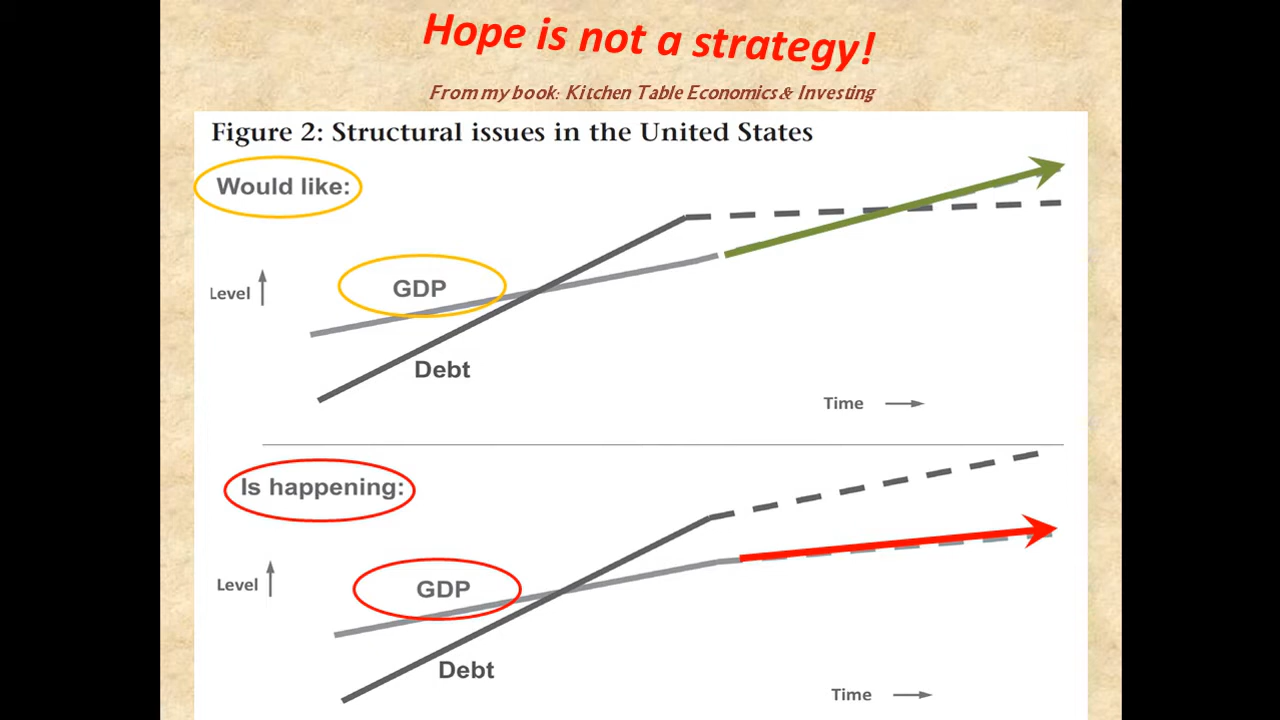 Hope is not a strategy!
From my book: Kitchen Table Economics & Investing
Figure 2: Structural issues in the United States
Would like:
GDP
Level
Debt
Time
Is happening:
GDP
Level
Debt
Time